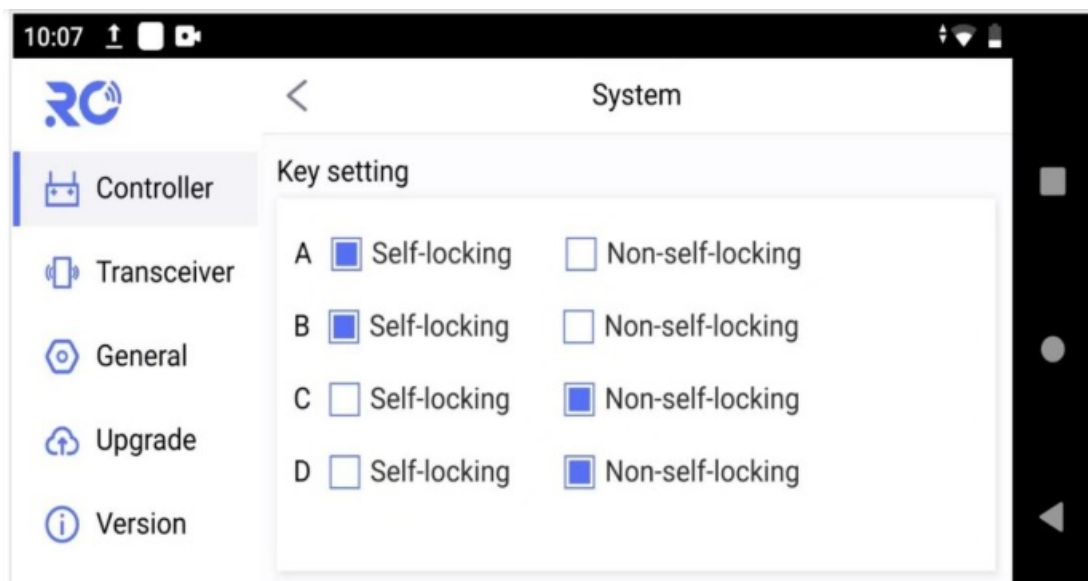 10:07
RC
System
Controller
Transceiver
General
Upgrade
Version
Key setting
A Self-locking Non-self-locking
B Self-locking Non-self-locking
C Self-locking Non-self-locking
D Self-locking Non-self-locking